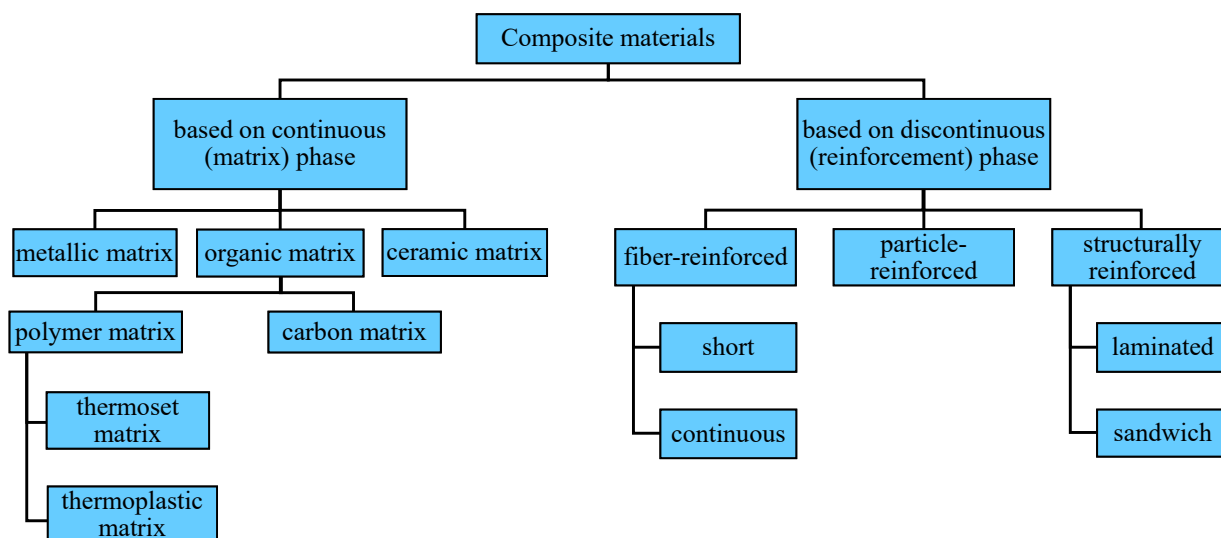 Composite materials
based on continuous
(matrix) phase
based on discontinuous
(reinforcement) phase
metallic matrix
organic matrix
ceramic matrix
fiber-reinforced
particle-
reinforced
structurally
reinforced
polymer matrix
carbon matrix
short
laminated
thermoset
matrix
continuous
sandwich
thermoplastic
matrix